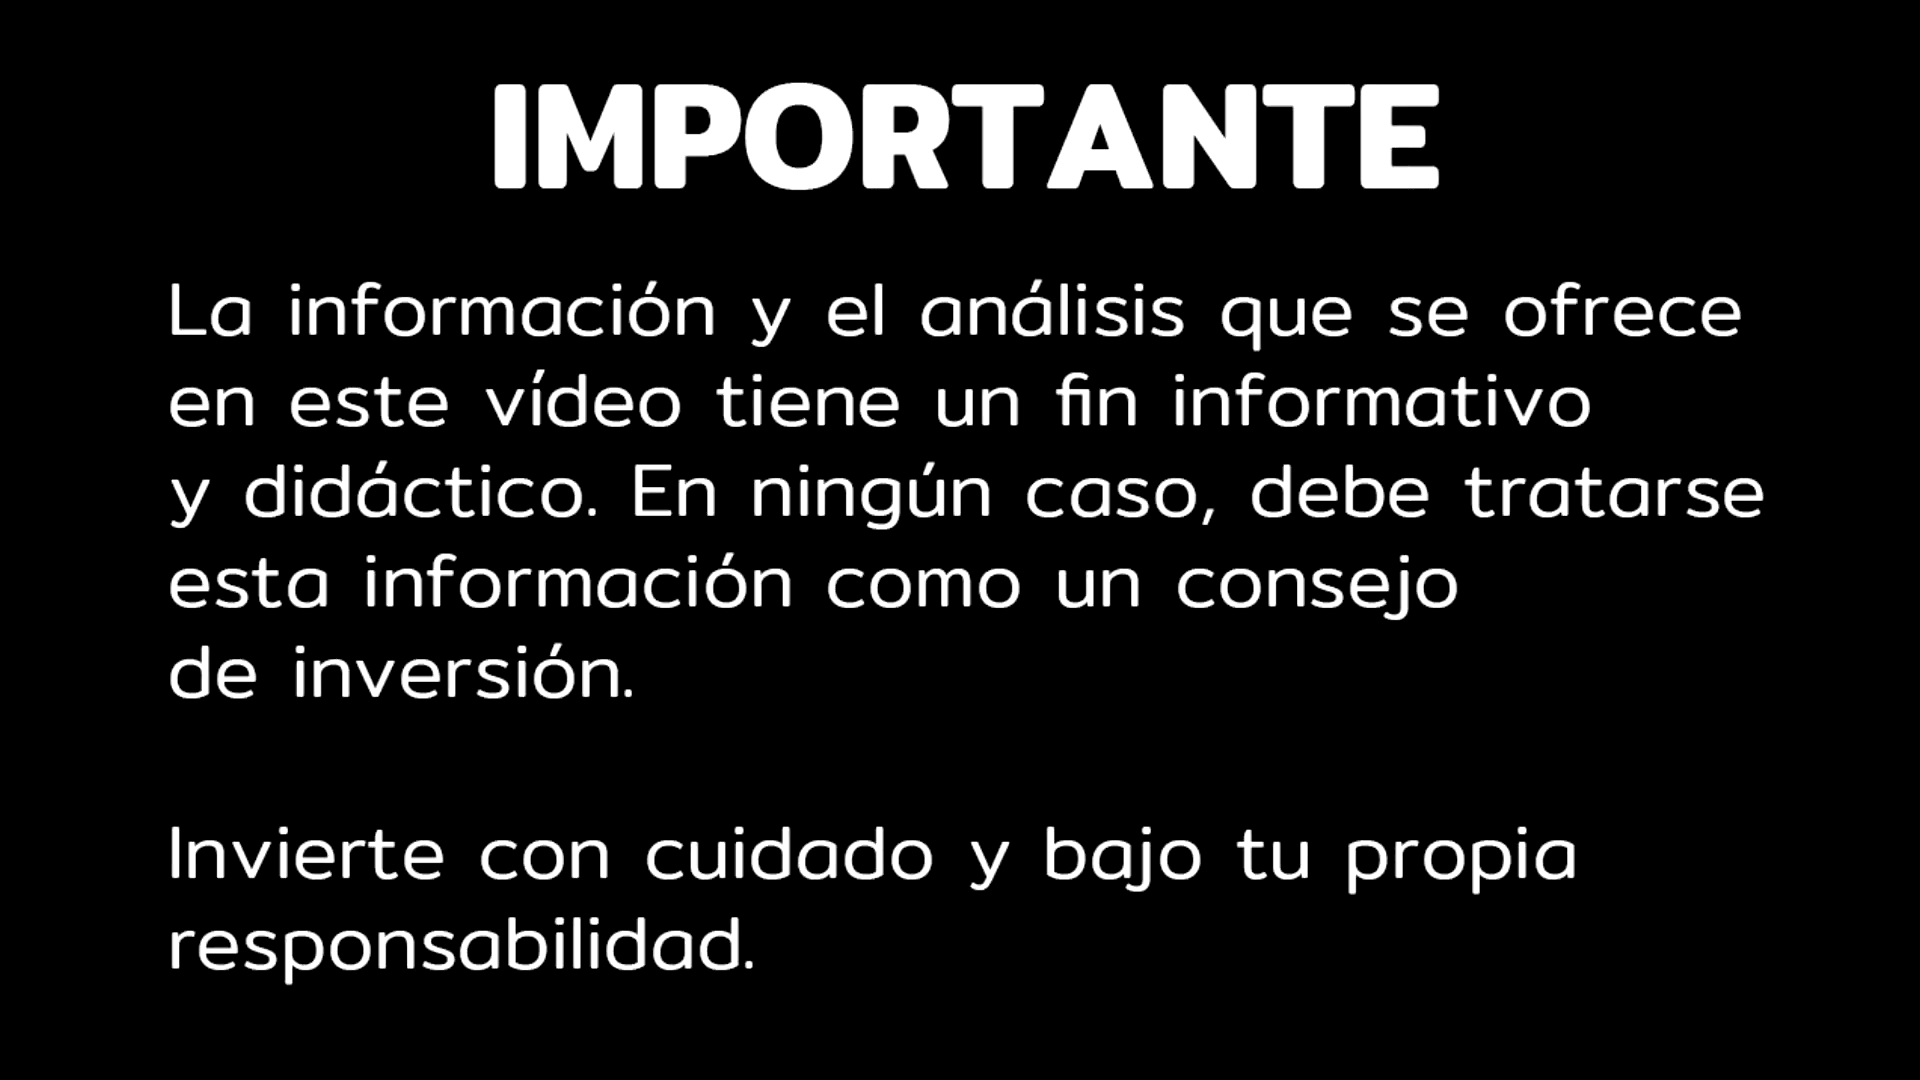 IMPORTANTE
La información y el análisis que se ofrece
en este vídeo tiene un fin informativo
y didáctico. En ningún caso, debe tratarse
esta información como un consejo
de inversión.
Invierte con cuidado y bajo tu propia
responsabilidad.